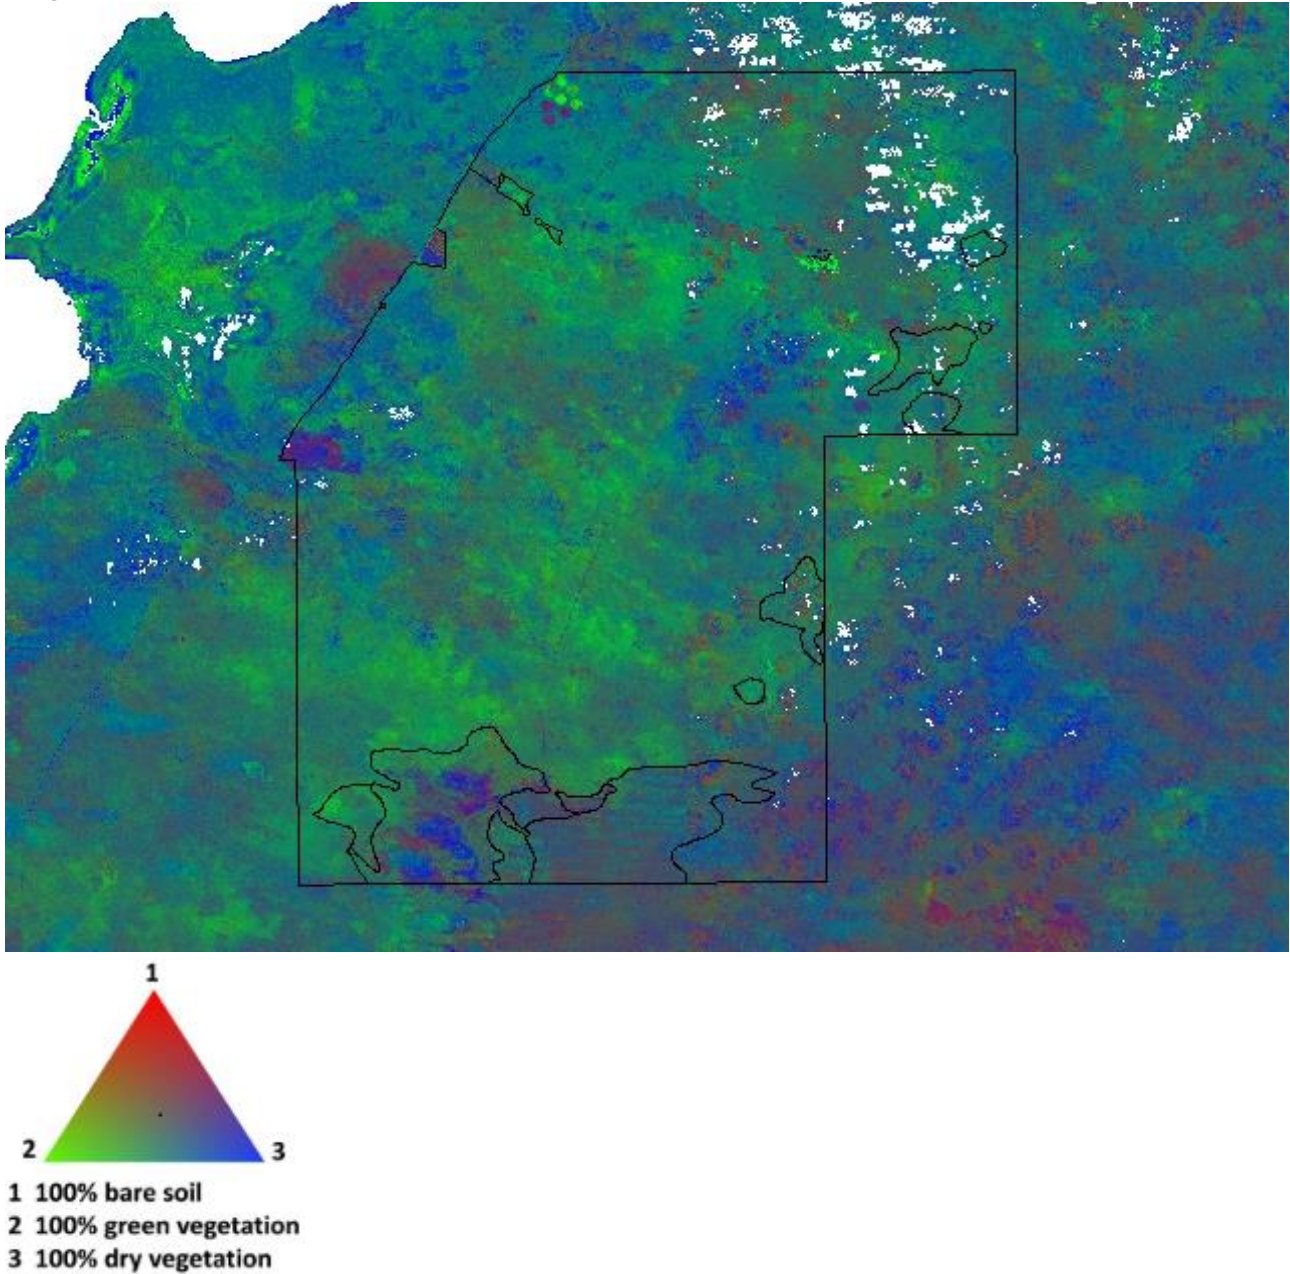 1
2
3
1 100% bare soil
2 100% green vegetation
3 100% dry vegetation